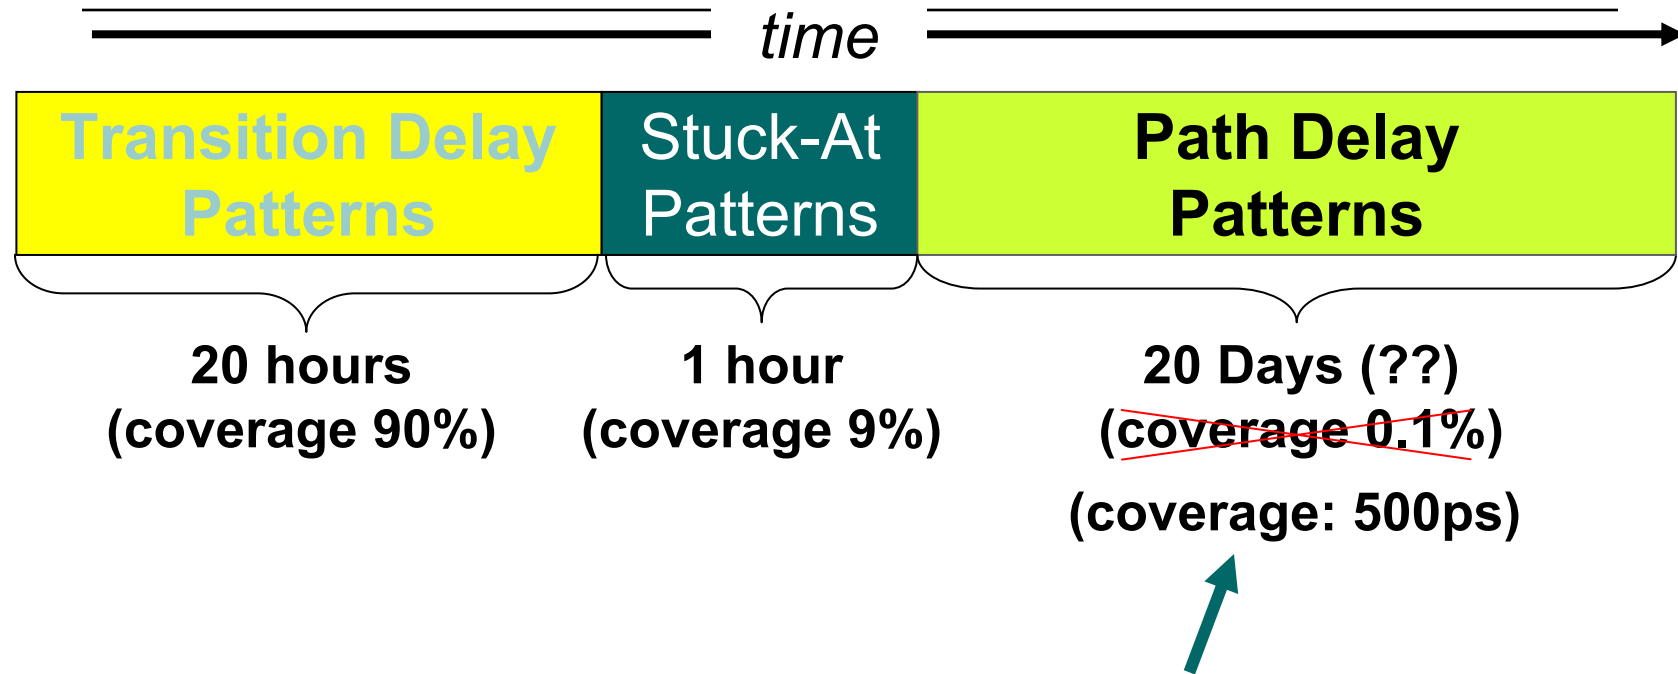 time
Transition Delay
Patterns
Stuck-At
Patterns
Path Delay
Patterns
20 hours
(coverage 90%)
1 hour
(coverage 9%)
20 Days (??)
(coverage 0.1%)
(coverage: 500ps)